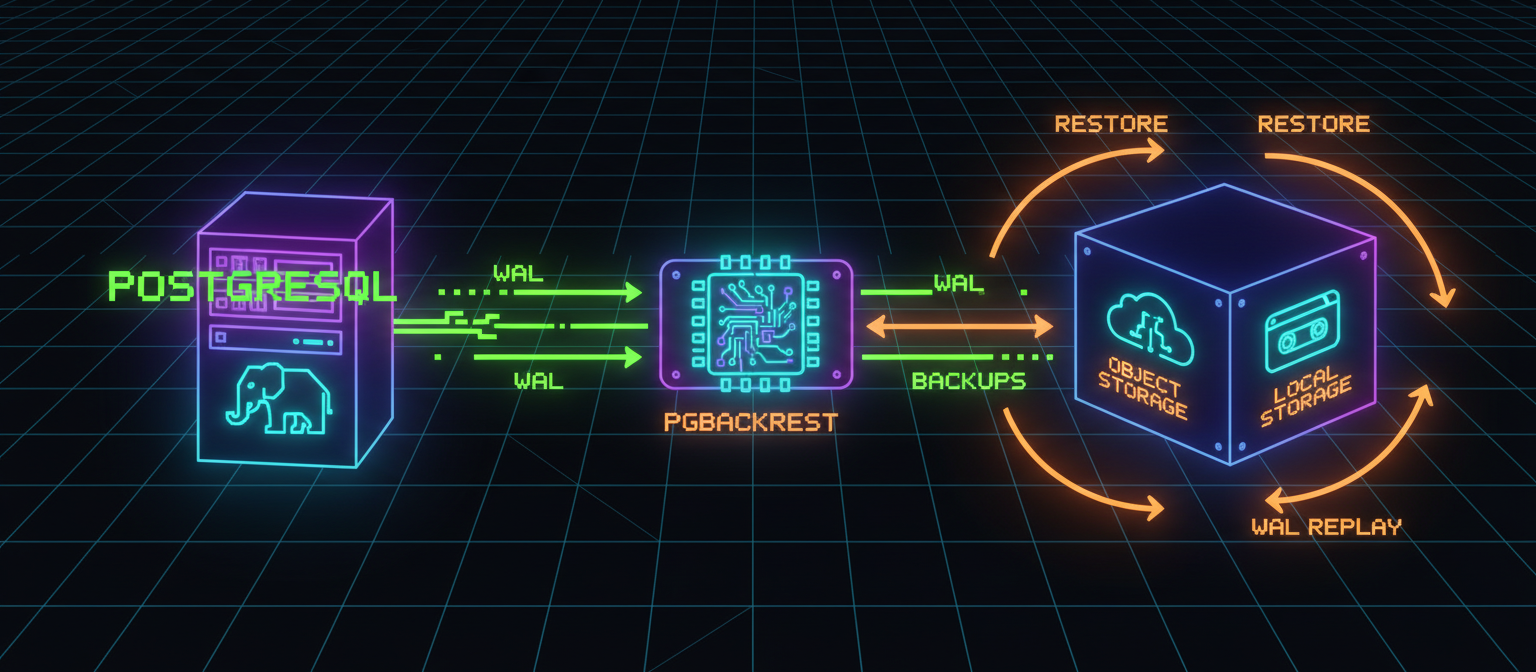 RESTORE
RESTORE
POSTGRESQL
WAL
WAL
WAL
BACKUPS
PGBACKREST
OBJECT
STORAGE
LOCAL
STORAGE
WAL REPLAY